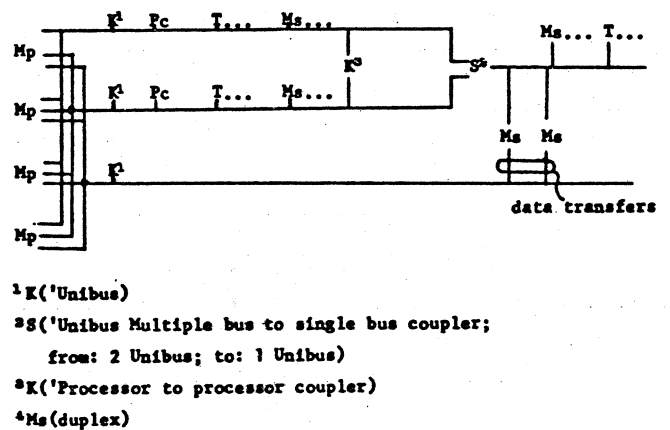 K¹ Pc T... Ms...
Ms... T...
Mp
K³ S²
Mp K¹ Pc T... Ms...
Ms Ms
Mp K¹
data transfers
Mp
¹K('Unibus)
²S('Unibus Multiple bus to single bus coupler;
from: 2 Unibus; to: 1 Unibus)
³K('Processor to processor coupler)
⁴Ms(duplex)